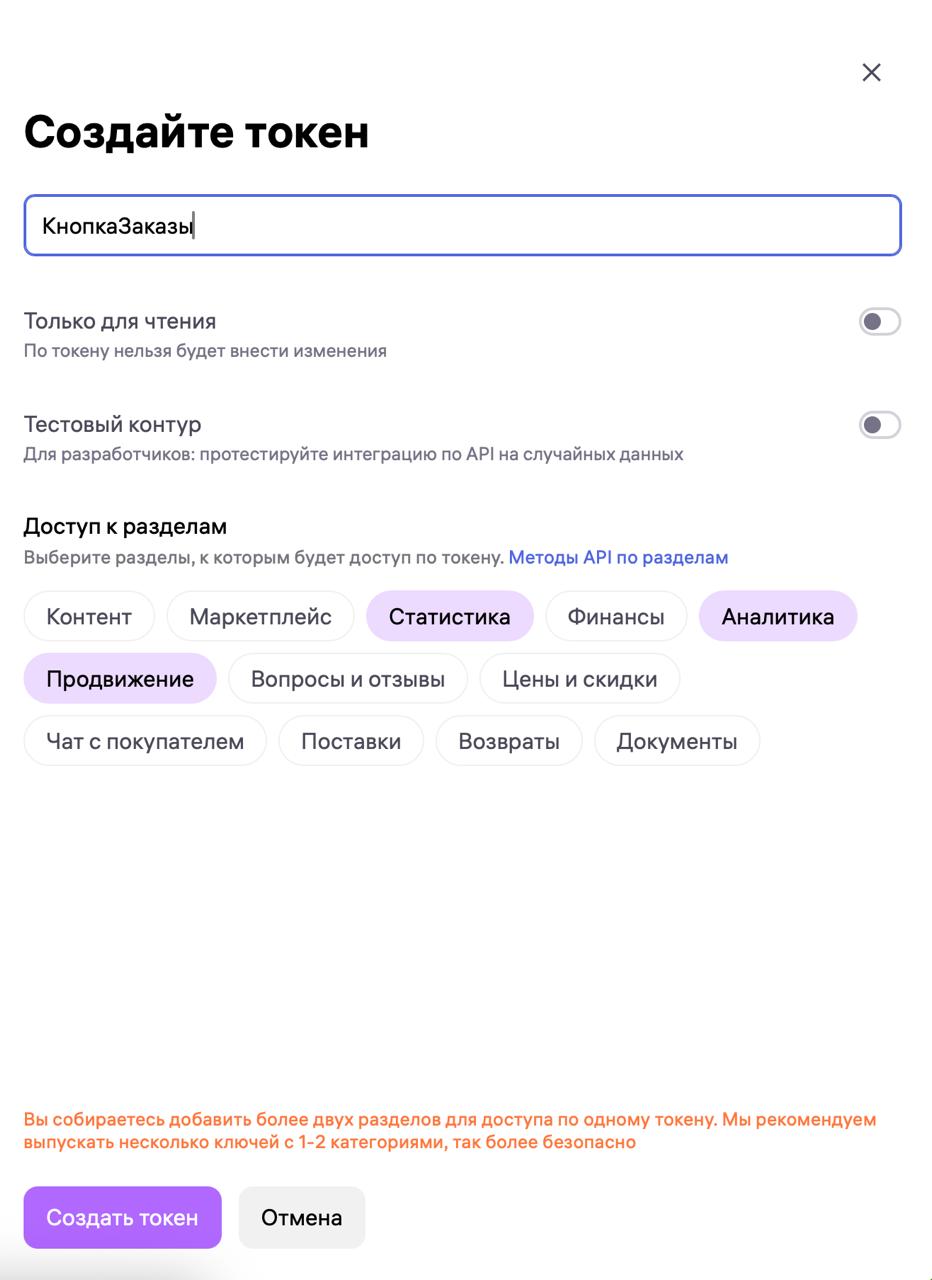 Создайте токен
КнопкаЗаказы
Только для чтения
По токену нельзя будет внести изменения
Тестовый контур
Для разработчиков: протестируйте интеграцию по API на случайных данных
Доступ к разделам
Выберите разделы, к которым будет доступ по токену. Методы API по разделам
Контент Маркетплейс Статистика Финансы Аналитика
Продвижение Вопросы и отзывы Цены и скидки
Чат с покупателем Поставки Возвраты Документы
Вы собираетесь добавить более двух разделов для доступа по одному токену. Мы рекомендуем
выпускать несколько ключей с 1-2 категориями, так более безопасно
Создать токен Отмена